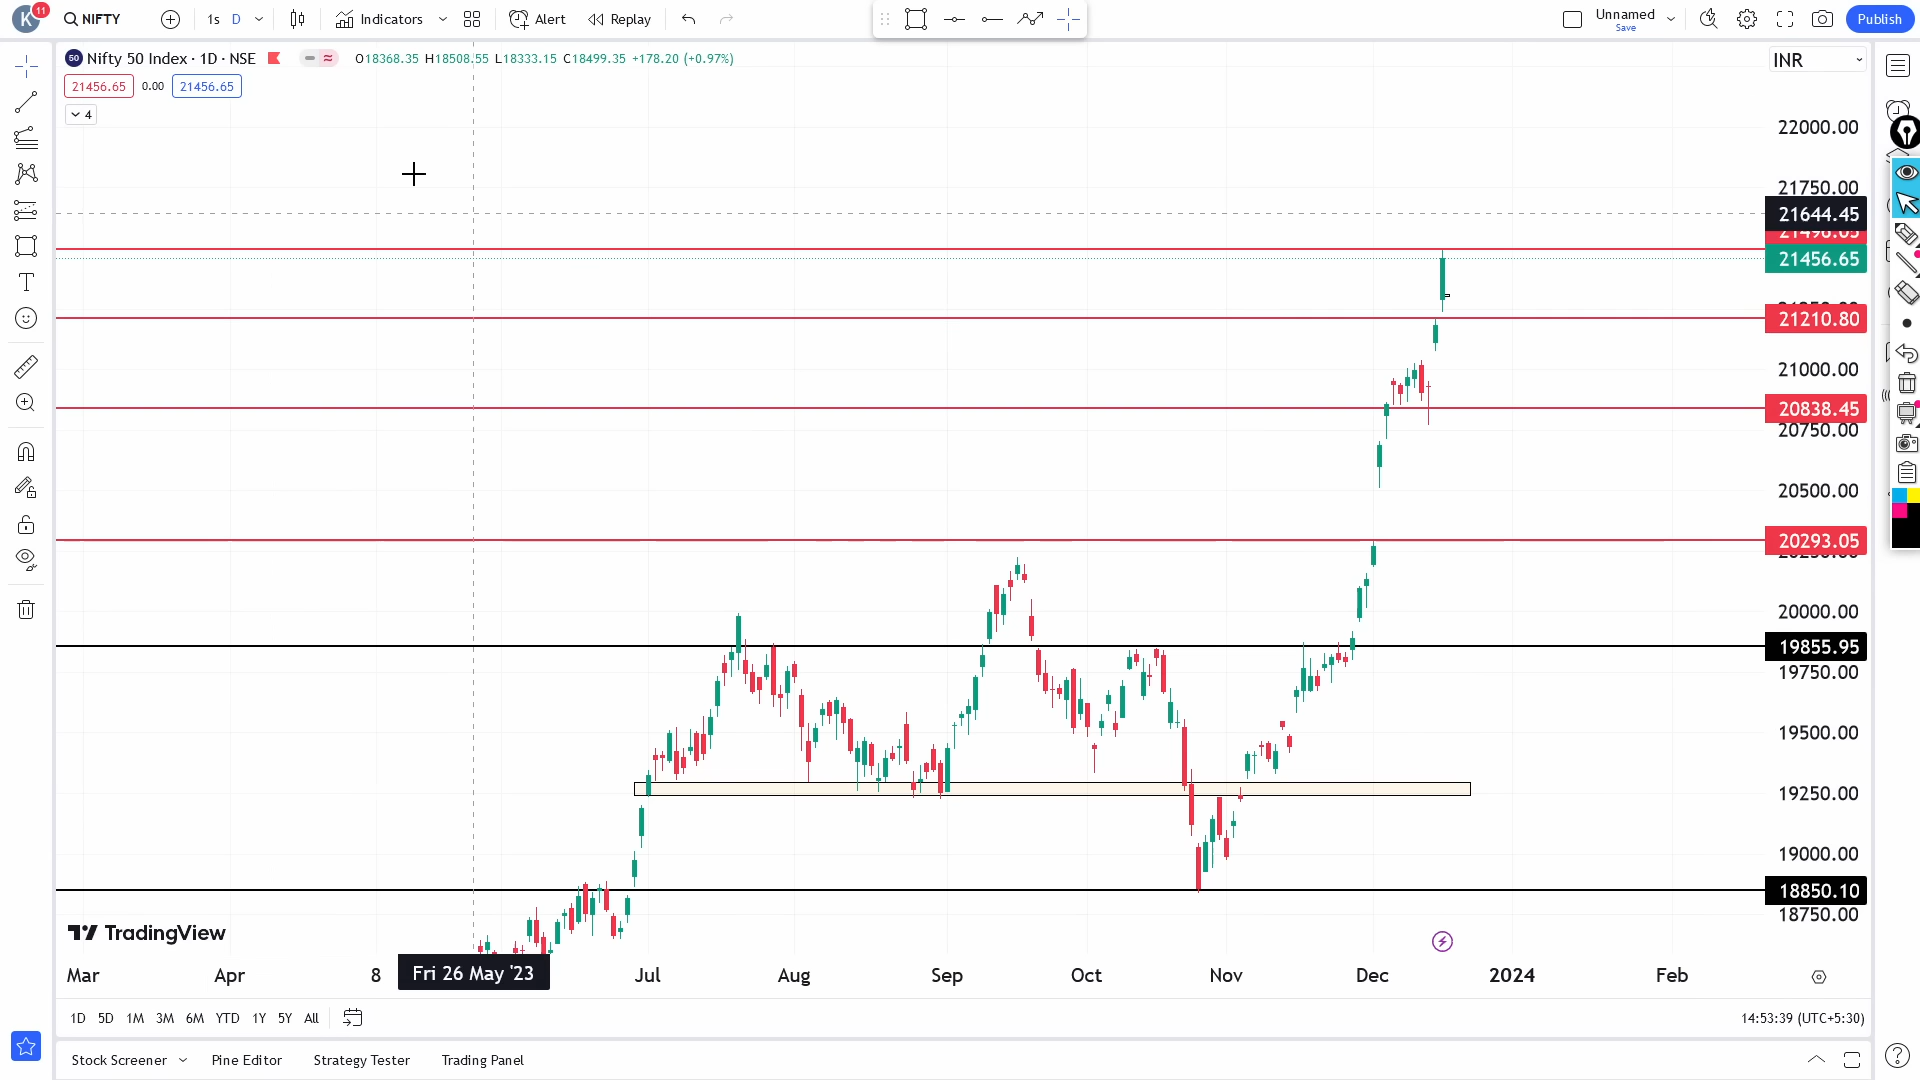 K 11 NIFTY 1s D Indicators Alert Replay Unnamed Save Publish
50 Nifty 50 Index · 1D · NSE O18368.35 H18508.55 L18333.15 C18499.35 +178.20 (+0.97%) INR
21456.65 0.00 21456.65
4
22000.00
21750.00
21644.45
21496.05
21456.65
21210.80
21000.00
20838.45
20750.00
20500.00
20293.05
20000.00
19855.95
19750.00
19500.00
19250.00
19000.00
18850.10
18750.00
TradingView
Mar Apr 8 Fri 26 May '23 Jul Aug Sep Oct Nov Dec 2024 Feb
1D 5D 1M 3M 6M YTD 1Y 5Y All 14:53:39 (UTC+5:30)
Stock Screener Pine Editor Strategy Tester Trading Panel